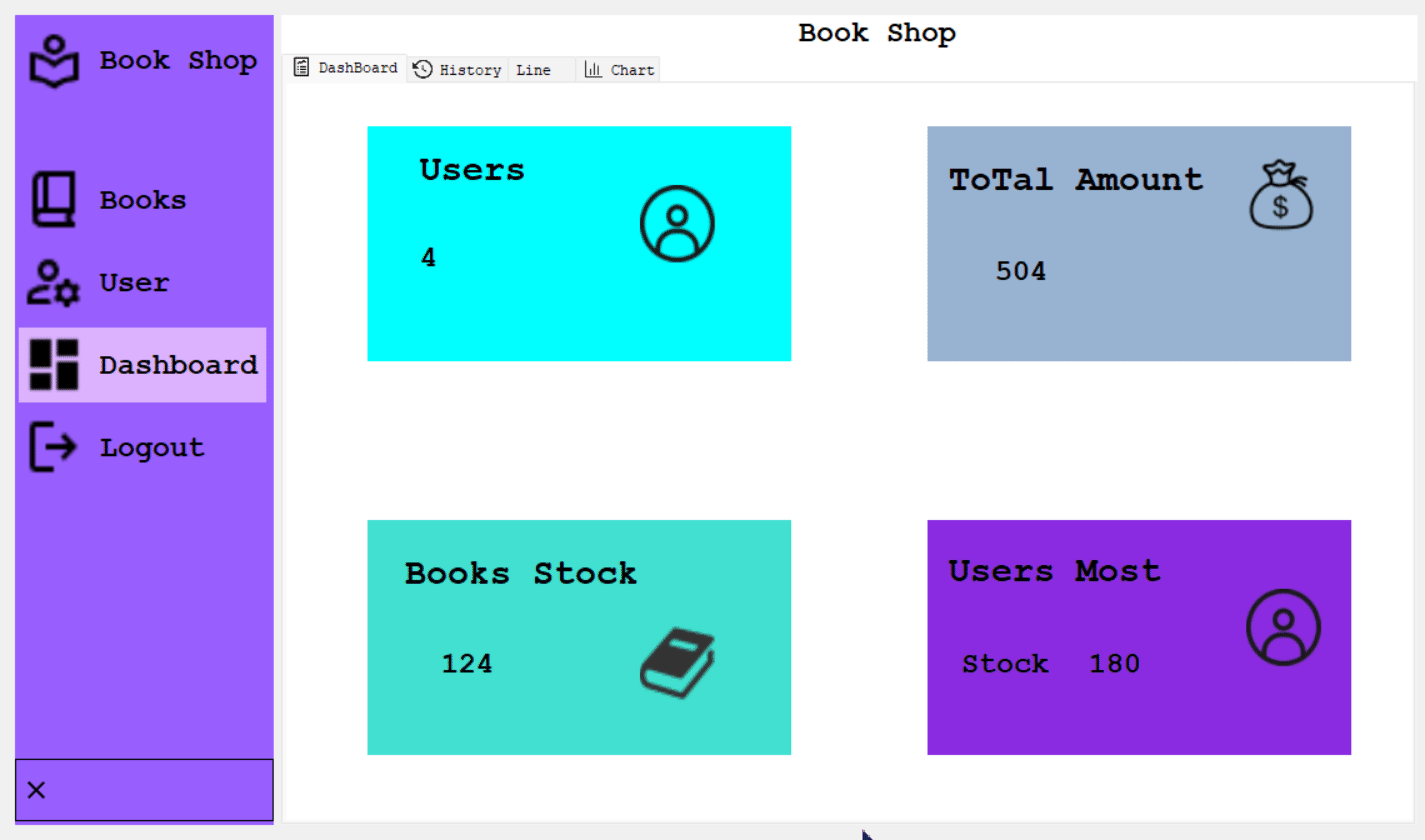 Book Shop
Books
User
Dashboard
Logout
Book Shop
DashBoard History Line Chart
Users
4
ToTal Amount
$
504
Books Stock
124
Users Most
Stock 180